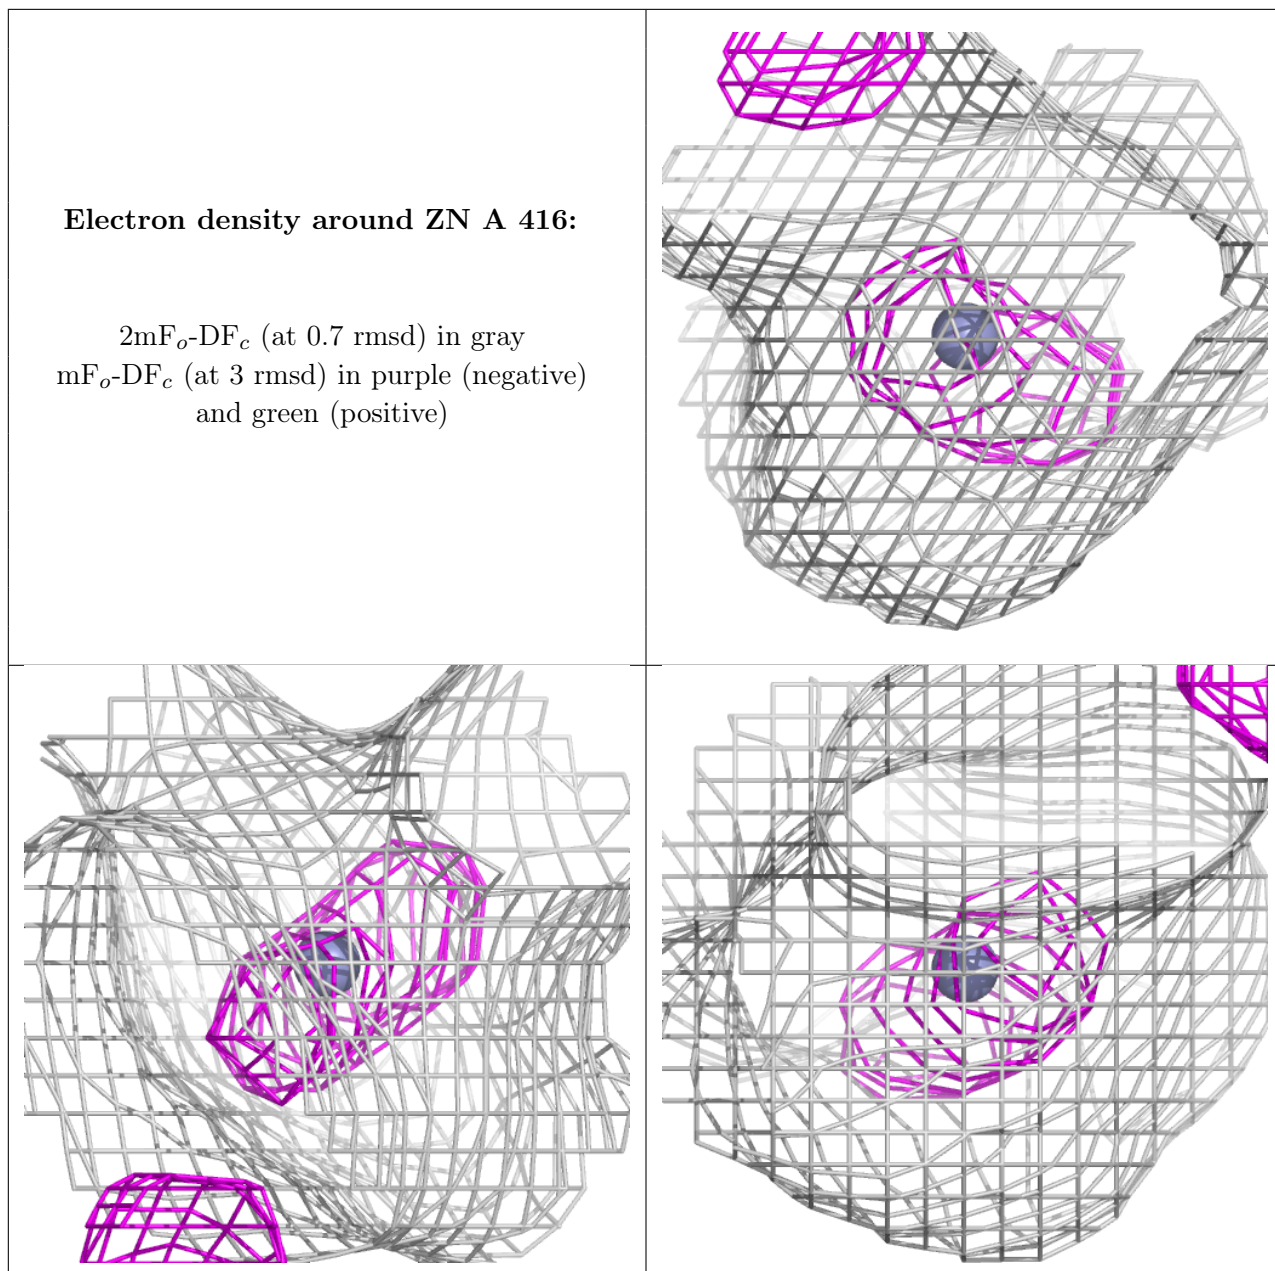 Electron density around ZN A 416:
2mFo-DFc (at 0.7 rmsd) in gray
mFo-DFc (at 3 rmsd) in purple (negative)
and green (positive)